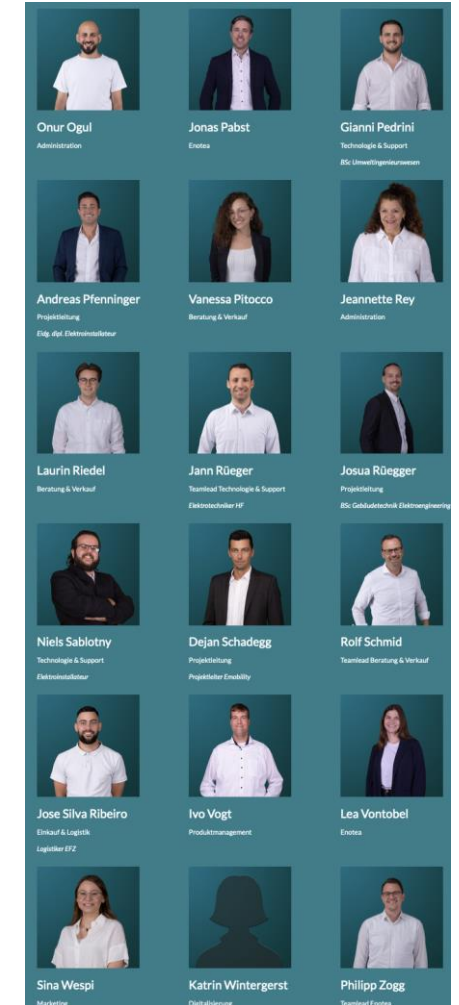 Onur Ogul
Administration
Jonas Pabst
Enotea
Gianni Pedrini
Technologie & Support
BSc Umweltingenieurswesen
Andreas Pfenninger
Projektleitung
Eidg. dipl. Elektroinstallateur
Vanessa Pitocco
Beratung & Verkauf
Jeannette Rey
Administration
Laurin Riedel
Beratung & Verkauf
Jann Rüeger
Teamlead Technologie & Support
Elektrotechniker HF
Josua Rüegger
Projektleitung
BSc Gebäudetechnik Elektroengineering
Niels Sablotny
Technologie & Support
Elektroinstallateur
Dejan Schadegg
Projektleitung
Projektleiter Emobility
Rolf Schmid
Teamlead Beratung & Verkauf
Jose Silva Ribeiro
Einkauf & Logistik
Logistiker EFZ
Ivo Vogt
Produktmanagement
Lea Vontobel
Enotea
Sina Wespi
Marketing
Katrin Wintergerst
Digitalisierung
Philipp Zogg
Teamlead Enotea